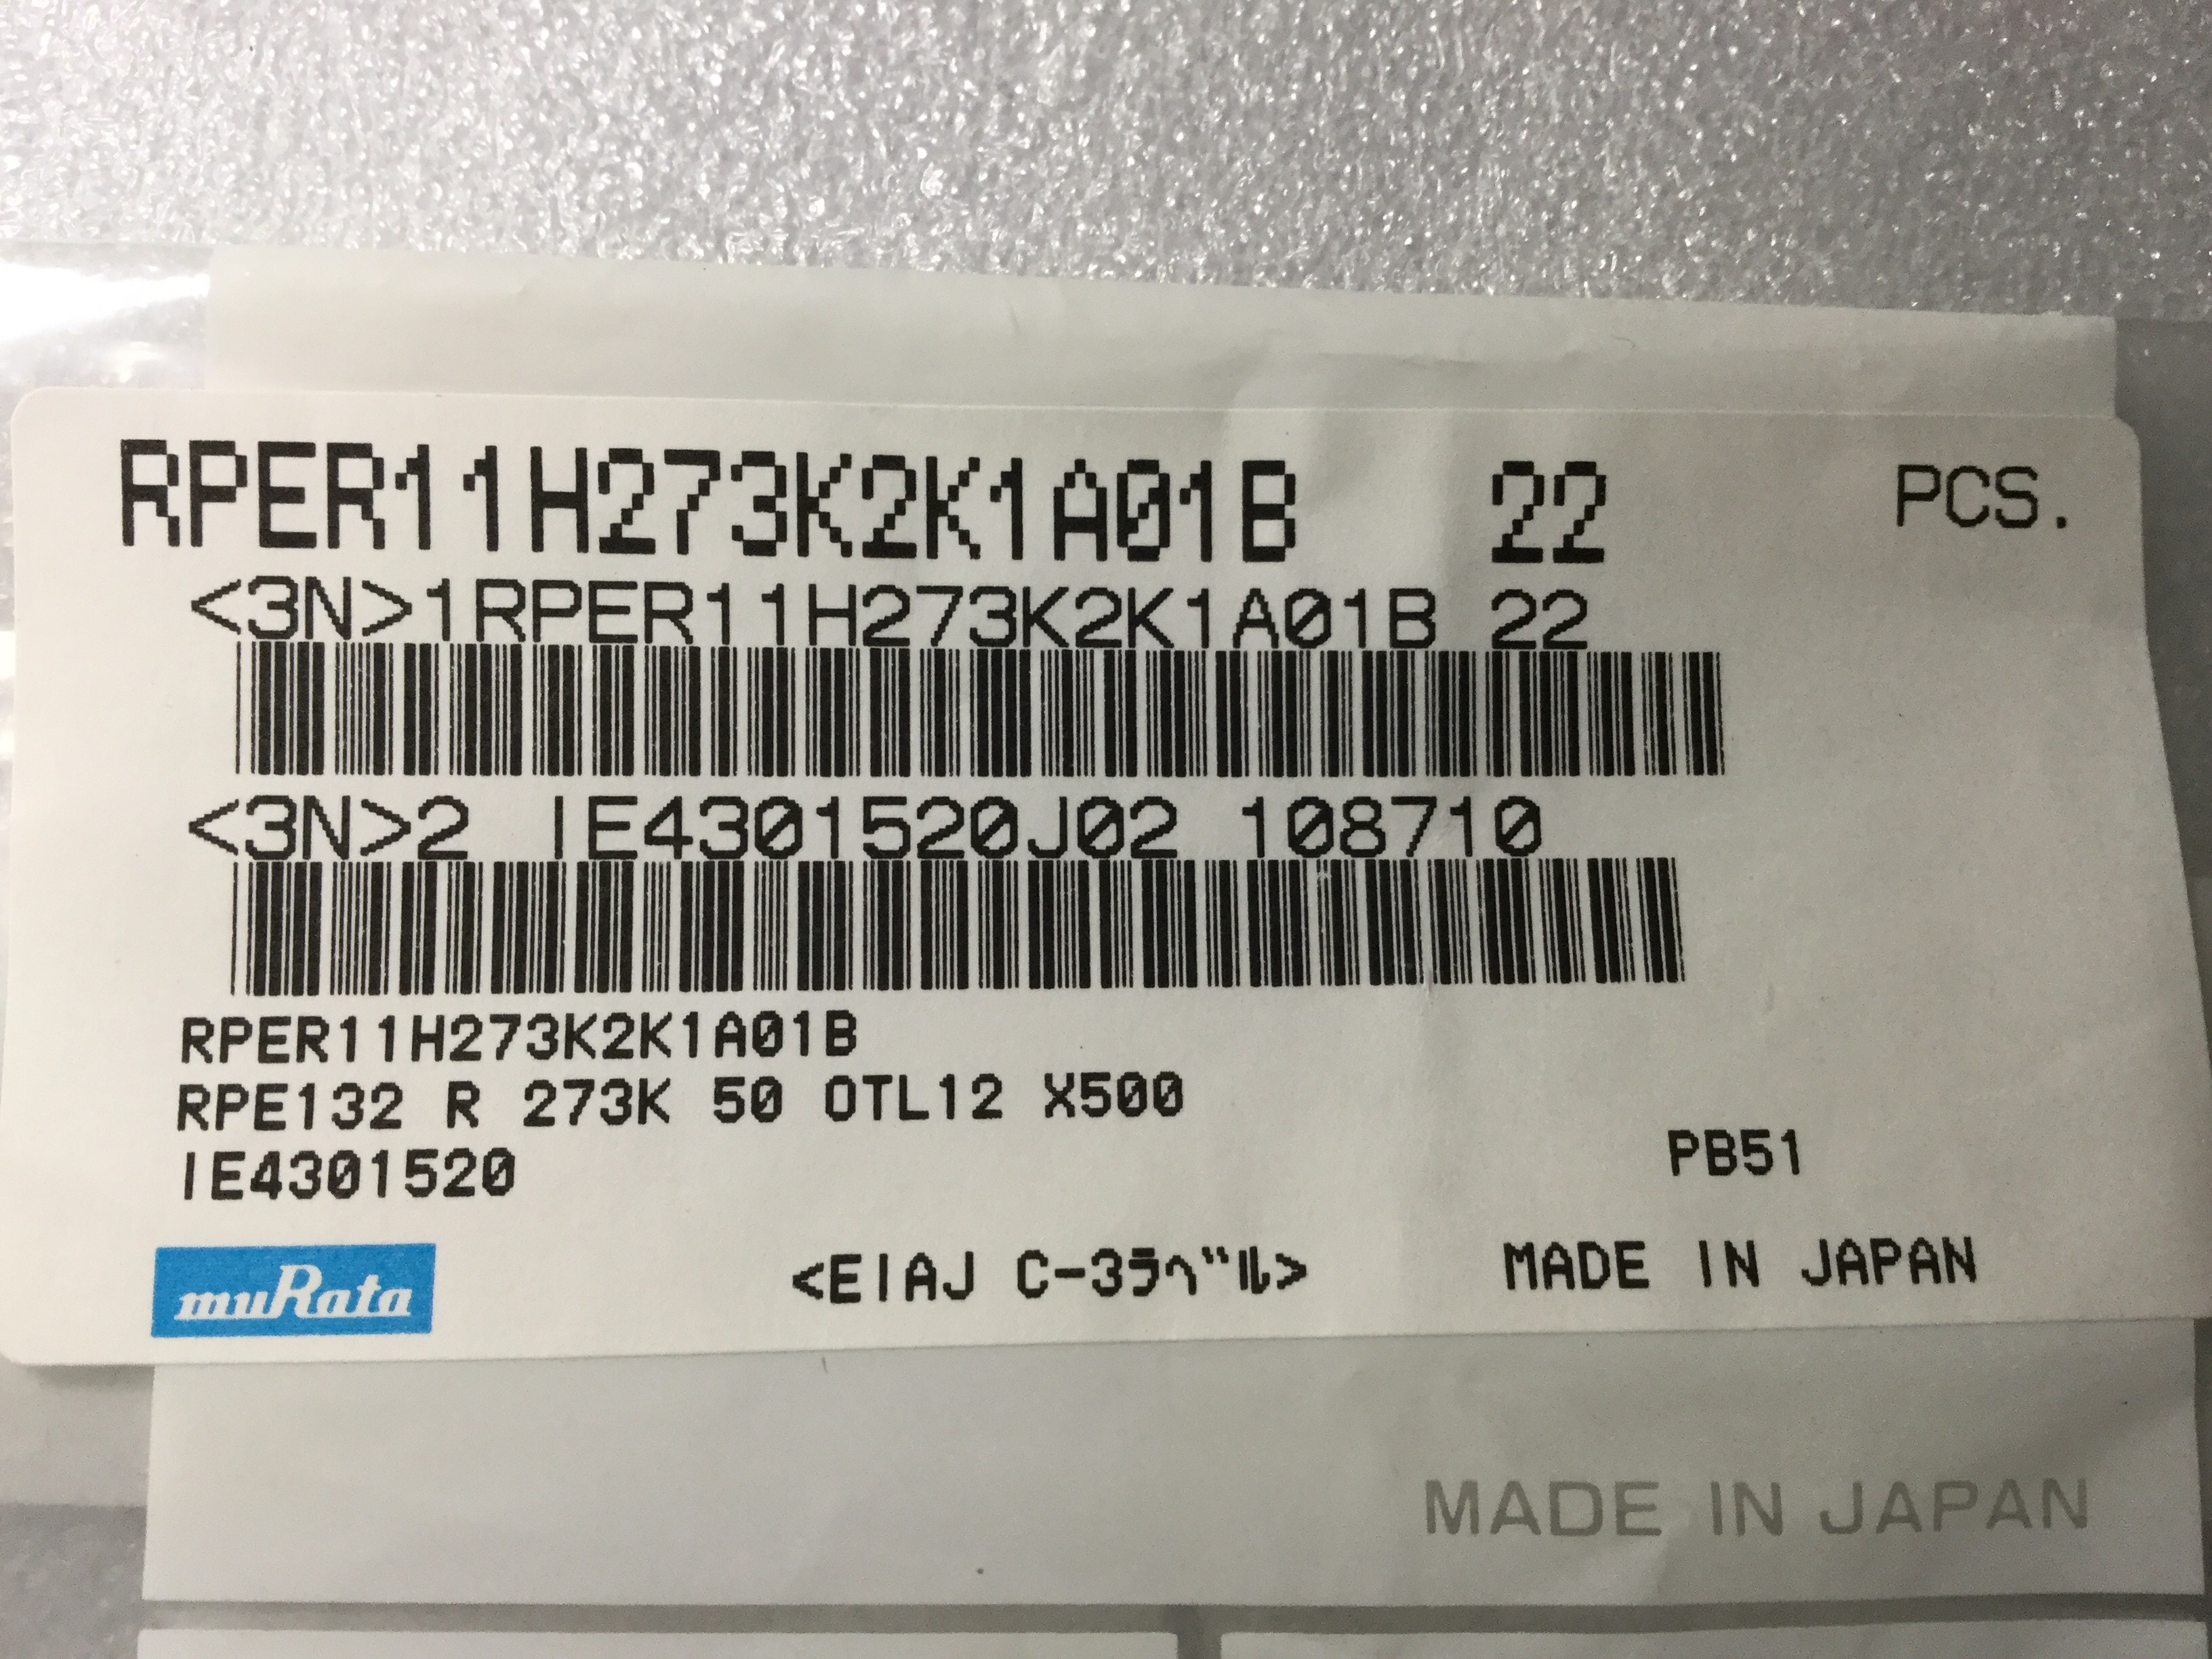 RPER11H273K2K1A01B 22 PCS.
<3N>1RPER11H273K2K1A01B 22
<3N>2 IE4301520J02 108710
RPER11H273K2K1A01B
RPE132 R 273K 50 OTL12 X500
IE4301520
PB51
muRata
<EIAJ C-3ﾗﾍﾞﾙ>
MADE IN JAPAN
MADE IN JAPAN